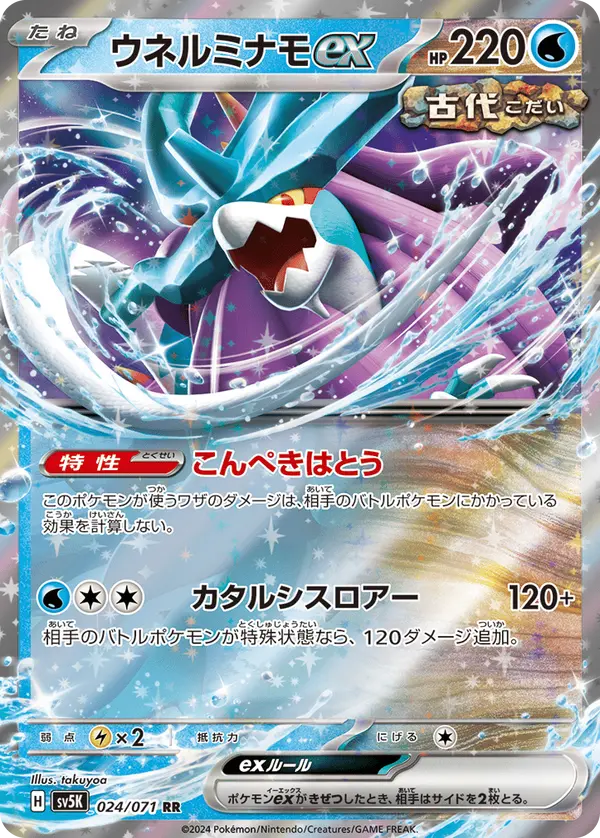 たね ウネルミナモex HP220
古代 こだい
特性 とくせい こんぺきはとう
このポケモンが使うワザのダメージは、相手のバトルポケモンにかかっている
効果を計算しない。
カタルシスロアー 120+
相手のバトルポケモンが特殊状態なら、120ダメージ追加。
弱点 ×2 抵抗力 にげる
exルール
ポケモンexがきぜつしたとき、相手はサイドを2枚とる。
Illus. takuyoa
H sv5K 024/071 RR
©2024 Pokémon/Nintendo/Creatures/GAME FREAK.